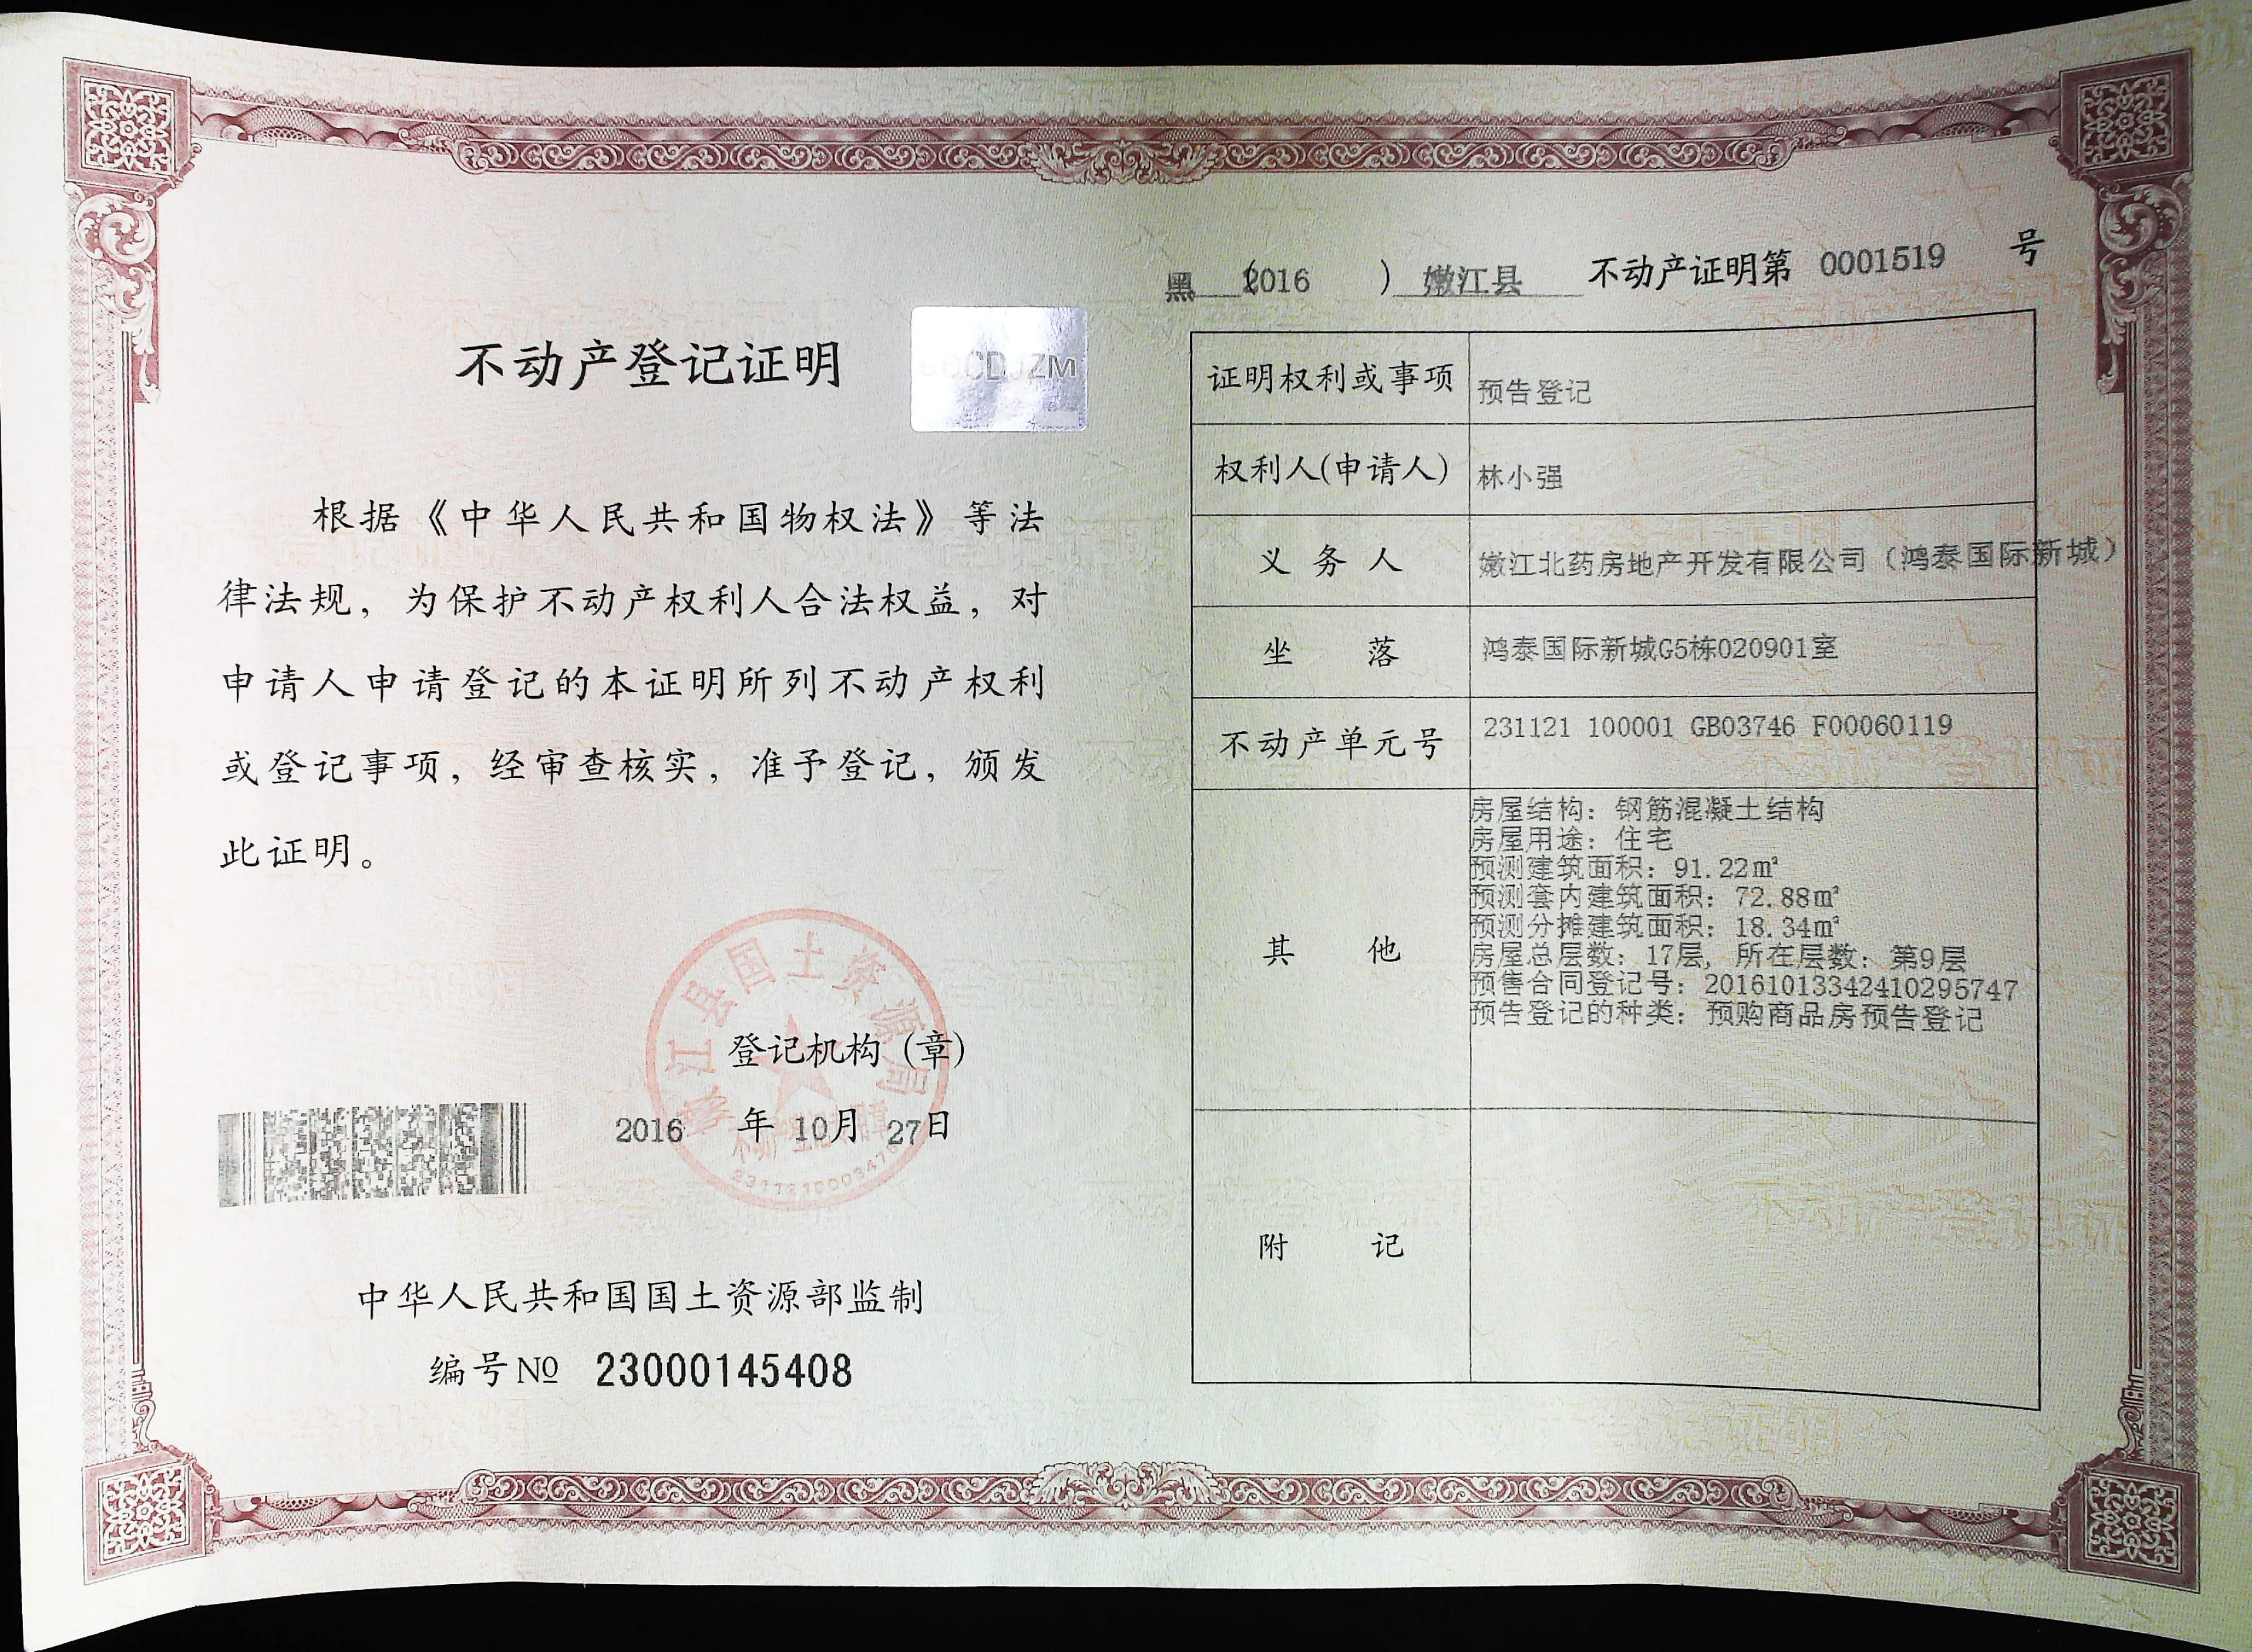 不动产登记证明
根据《中华人民共和国物权法》等法
律法规，为保护不动产权利人合法权益，对
申请人申请登记的本证明所列不动产权利
或登记事项，经审查核实，准予登记，颁发
此证明。
嫩江县国土资源局
登记机构（章）
2016 年 10月 27日
中华人民共和国国土资源部监制
编号№ 23000145408
黑（2016）嫩江县 不动产证明第 0001519 号
证明权利或事项 预告登记
权利人(申请人) 林小强
义务人 嫩江北药房地产开发有限公司（鸿泰国际新城）
坐落 鸿泰国际新城G5栋020901室
不动产单元号 231121 100001 GB03746 F00060119
其他
房屋结构：钢筋混凝土结构
房屋用途：住宅
预测建筑面积：91.22㎡
预测套内建筑面积：72.88㎡
预测分摊建筑面积：18.34㎡
房屋总层数：17层，所在层数：第9层
预售合同登记号：20161013342410295747
预告登记的种类：预购商品房预告登记
附记